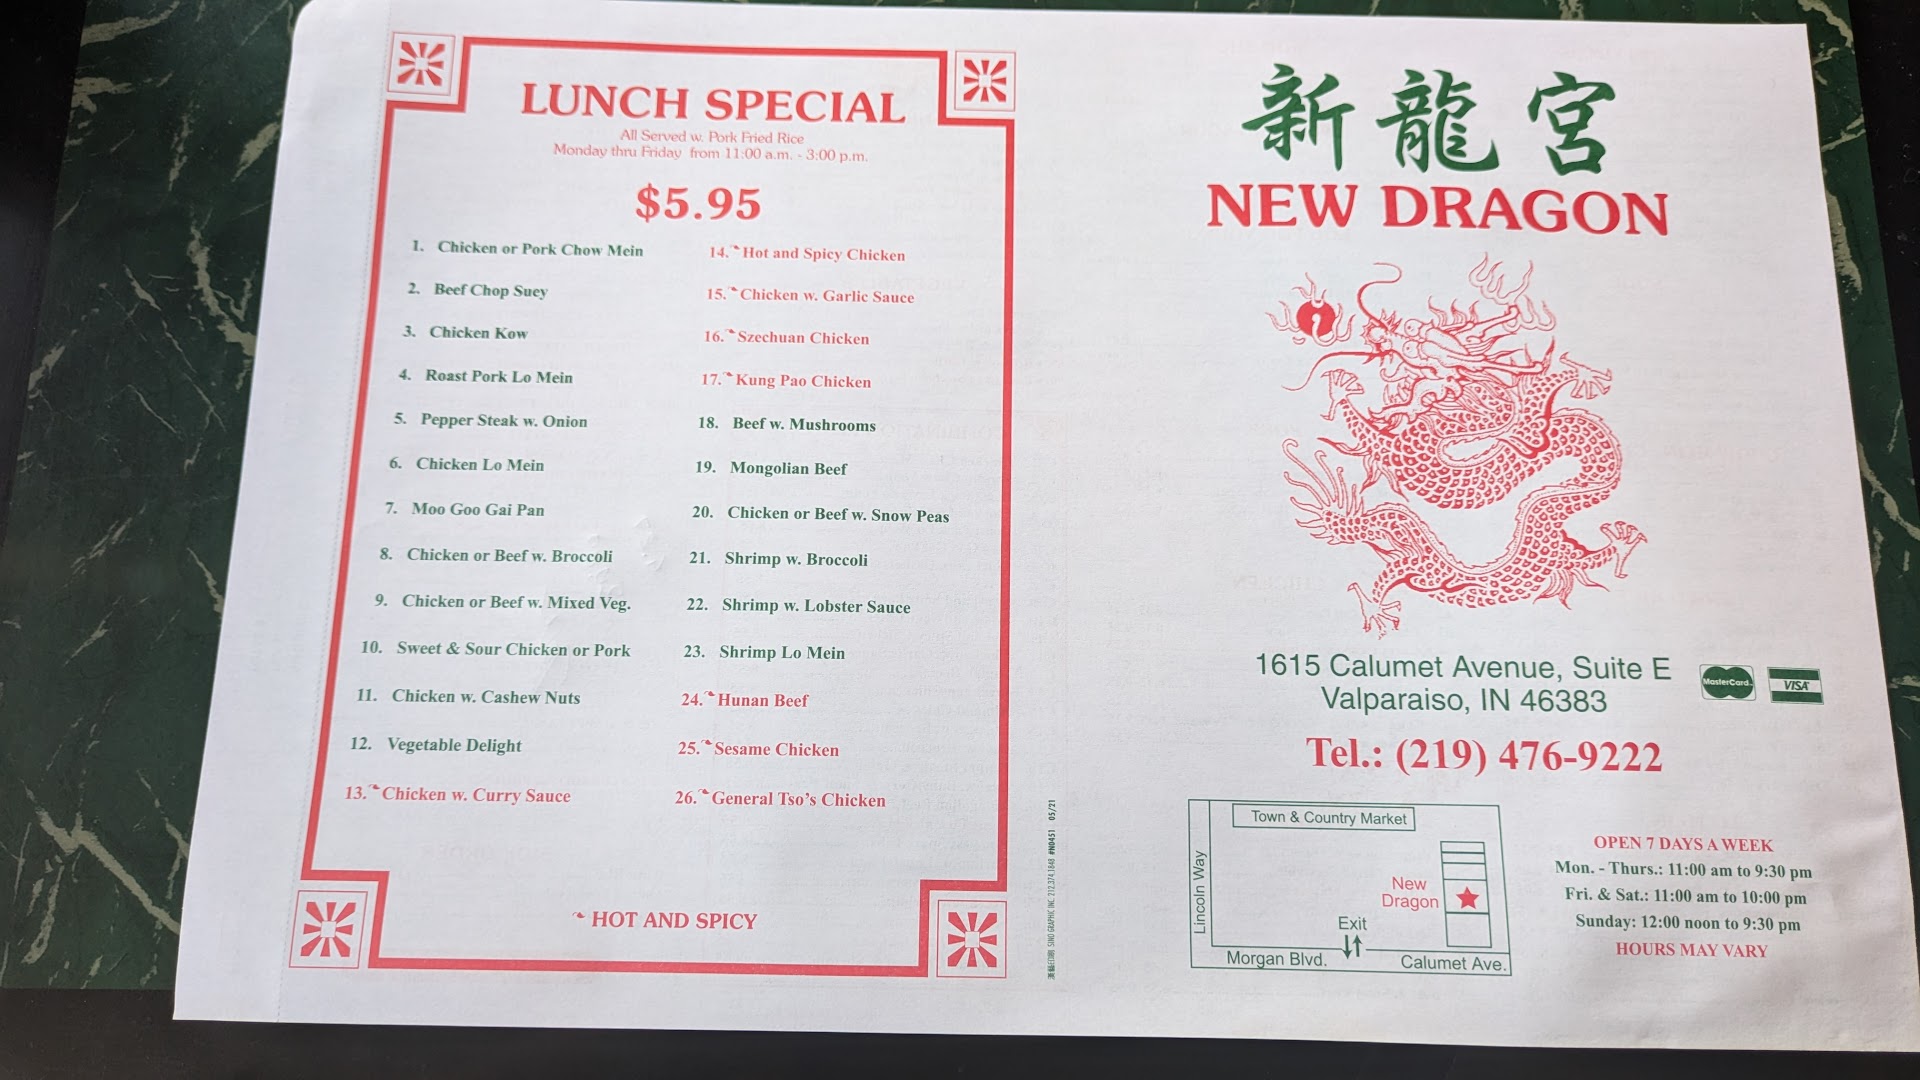 LUNCH SPECIAL
All Served w. Pork Fried Rice
Monday thru Friday from 11:00 a.m. - 3:00 p.m.
$5.95
1. Chicken or Pork Chow Mein
2. Beef Chop Suey
3. Chicken Kow
4. Roast Pork Lo Mein
5. Pepper Steak w. Onion
6. Chicken Lo Mein
7. Moo Goo Gai Pan
8. Chicken or Beef w. Broccoli
9. Chicken or Beef w. Mixed Veg.
10. Sweet & Sour Chicken or Pork
11. Chicken w. Cashew Nuts
12. Vegetable Delight
13. Chicken w. Curry Sauce
14. Hot and Spicy Chicken
15. Chicken w. Garlic Sauce
16. Szechuan Chicken
17. Kung Pao Chicken
18. Beef w. Mushrooms
19. Mongolian Beef
20. Chicken or Beef w. Snow Peas
21. Shrimp w. Broccoli
22. Shrimp w. Lobster Sauce
23. Shrimp Lo Mein
24. Hunan Beef
25. Sesame Chicken
26. General Tso's Chicken
HOT AND SPICY
SINO GRAPHIC INC. 212.374.1848 #N0451 05/21
新龍宮
NEW DRAGON
1615 Calumet Avenue, Suite E
Valparaiso, IN 46383
MasterCard
VISA
Tel.: (219) 476-9222
Town & Country Market
Lincoln Way
New
Dragon
Exit
Morgan Blvd.
Calumet Ave.
OPEN 7 DAYS A WEEK
Mon. - Thurs.: 11:00 am to 9:30 pm
Fri. & Sat.: 11:00 am to 10:00 pm
Sunday: 12:00 noon to 9:30 pm
HOURS MAY VARY